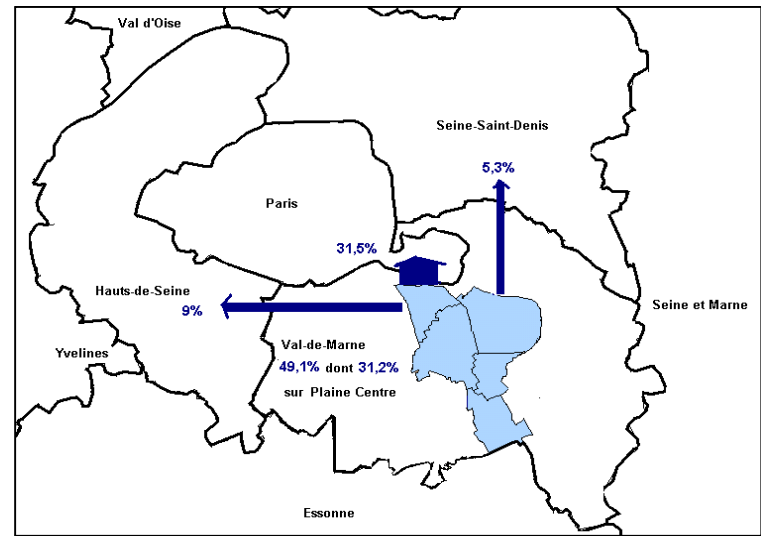 Val d'Oise
Seine-Saint-Denis
5,3%
Paris
31,5%
Hauts-de-Seine
9%
Seine et Marne
Val-de-Marne
49,1% dont 31,2%
sur Plaine Centre
Yvelines
Essonne